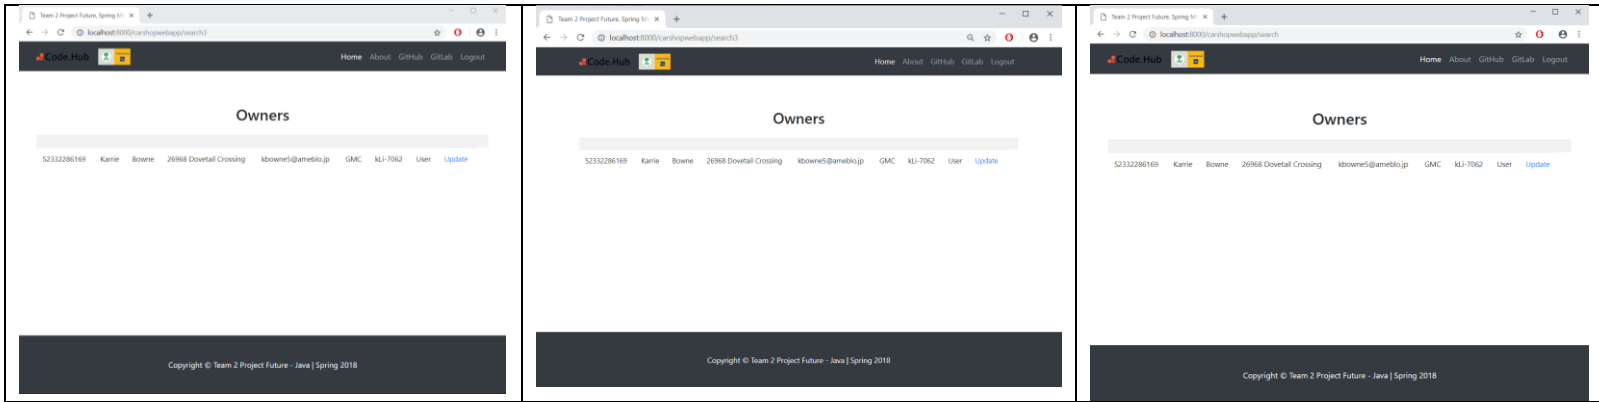 Team 2 Project Future, Spring M
localhost:8000/carshopwebapp/search3
Code.Hub
Home About GitHub GitLab Logout
Owners
52332286169 Karrie Bowne 26968 Dovetail Crossing kbowne5@ameblo.jp GMC kLi-7062 User Update
Copyright © Team 2 Project Future - Java | Spring 2018
Team 2 Project Future, Spring M
localhost:8000/carshopwebapp/search3
Code.Hub
Home About GitHub GitLab Logout
Owners
52332286169 Karrie Bowne 26968 Dovetail Crossing kbowne5@ameblo.jp GMC kLi-7062 User Update
Copyright © Team 2 Project Future - Java | Spring 2018
Team 2 Project Future, Spring M
localhost:8000/carshopwebapp/search
Code.Hub
Home About GitHub GitLab Logout
Owners
52332286169 Karrie Bowne 26968 Dovetail Crossing kbowne5@ameblo.jp GMC kLi-7062 User Update
Copyright © Team 2 Project Future - Java | Spring 2018